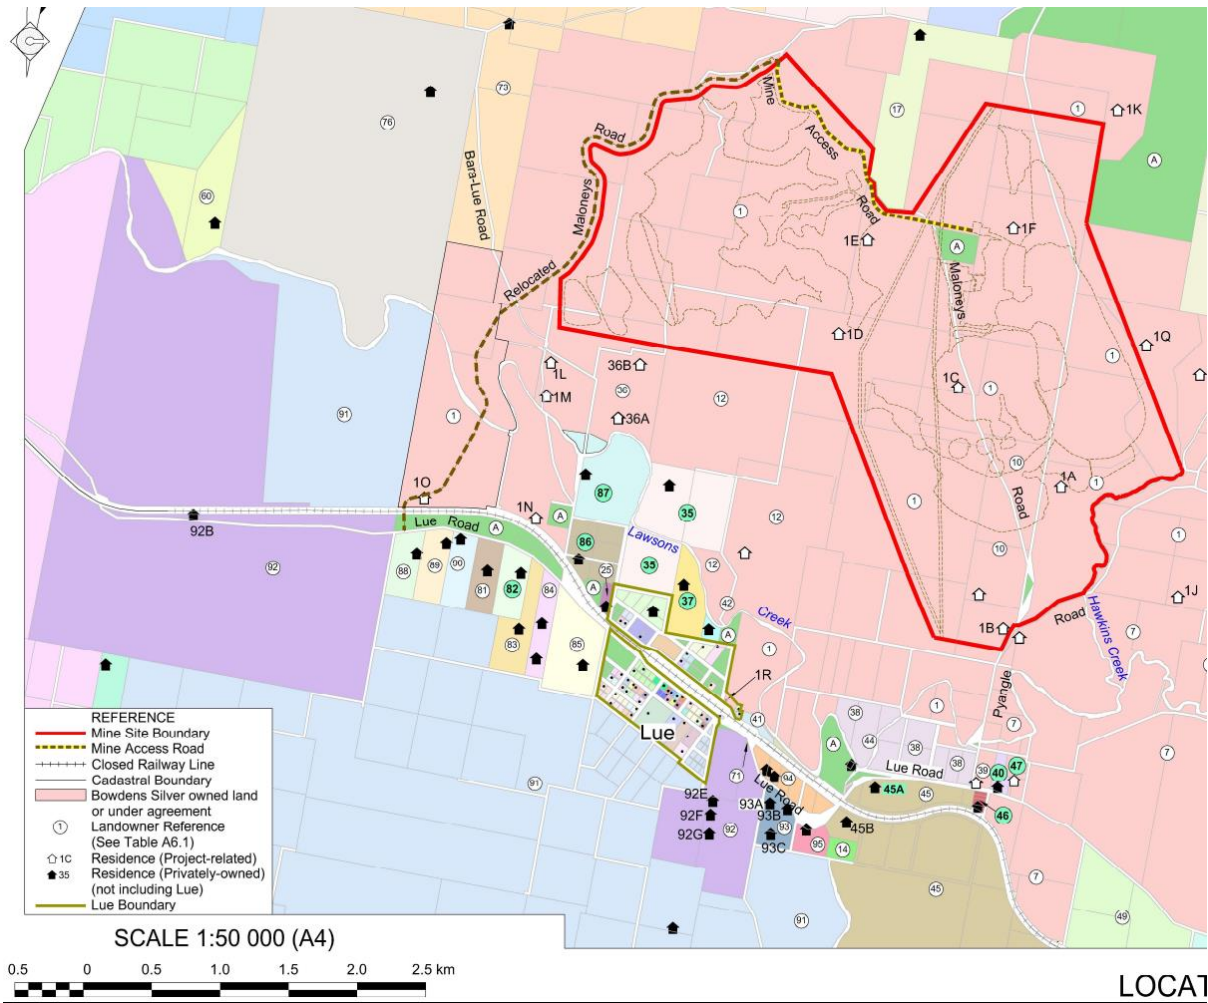 73
76
60
17
1
1K
A
Mine
Access
Road
Road
Maloneys
Relocated
Bara-Lue Road
1
1E
A
1F
Maloneys
Road
1D
1C
1
1
1Q
1L
1M
36B
36
36A
12
91
1
10
1A
1
1
10
12
1O
1N
A
87
35
86
Lawsons
35
25
12
37
42
A
Creek
Lue Road
A
92B
92
88
89
90
81
82
84
83
85
A
1
1R
1B
Road
Hawkins Creek
1
1J
7
Pyangle
1
7
7
Lue
41
71
A
38
44
38
38
39
40
47
Lue Road
94
Lue Road
45A
45
46
92E
92F
92G
92
93A
93B
93
93C
95
45B
14
45
7
49
91
91
REFERENCE
Mine Site Boundary
Mine Access Road
Closed Railway Line
Cadastral Boundary
Bowdens Silver owned land
or under agreement
1 Landowner Reference
(See Table A6.1)
1C Residence (Project-related)
35 Residence (Privately-owned)
(not including Lue)
Lue Boundary
SCALE 1:50 000 (A4)
0.5 0 0.5 1.0 1.5 2.0 2.5 km
LOCAT